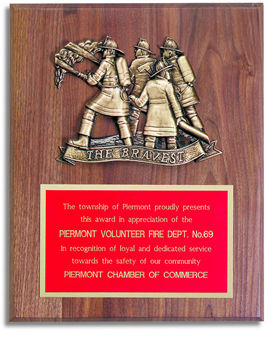 THE BRAVEST
The township of Piermont proudly presents
this award in appreciation of the
PIERMONT VOLUNTEER FIRE DEPT. No.69
In recognition of loyal and dedicated service
towards the safety of our community
PIERMONT CHAMBER OF COMMERCE